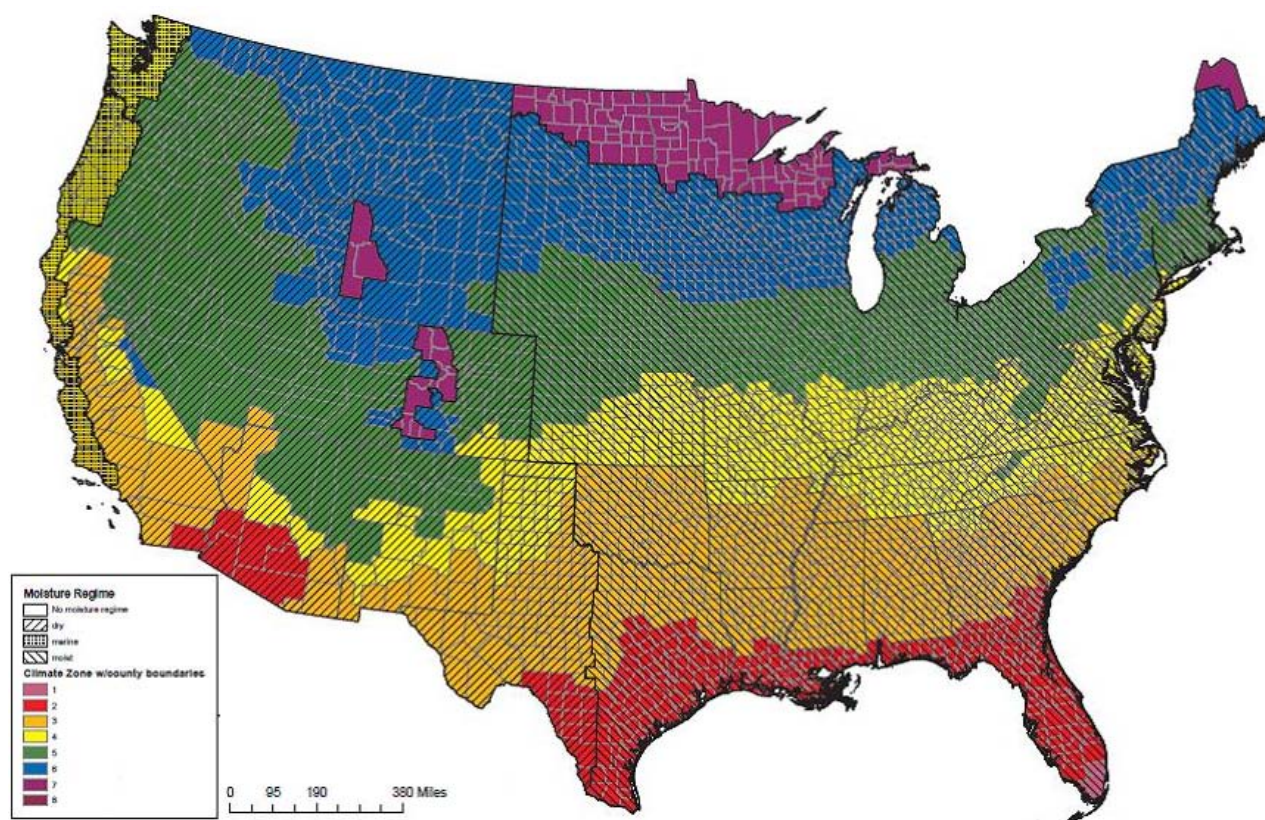 Moisture Regime
No moisture regime
dry
marine
moist
Climate Zone w/county boundaries
1
2
3
4
5
6
7
8
0 95 190 380 Miles